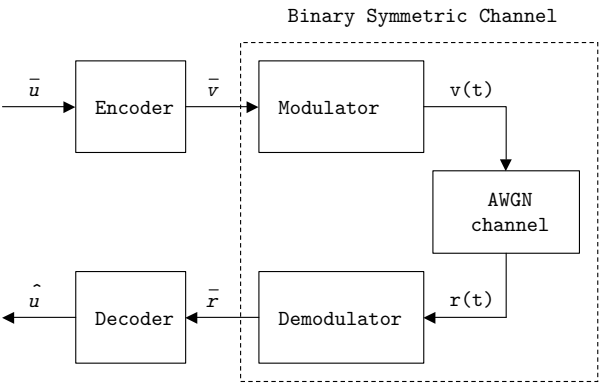 Binary Symmetric Channel
ū
Encoder
v̄
Modulator
v(t)
AWGN
channel
û
Decoder
r̄
Demodulator
r(t)